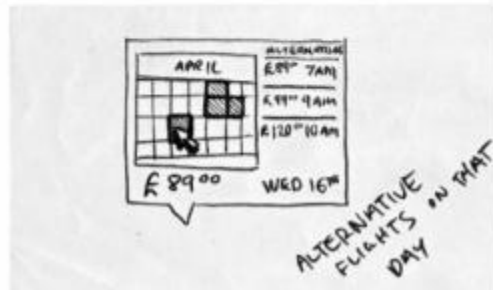 ALTERNATIVE
APRIL
£89⁰⁰ 7AM
£99⁰⁰ 9AM
£120⁰⁰ 10AM
£89⁰⁰
WED 16TH
ALTERNATIVE
FLIGHTS ON THAT
DAY